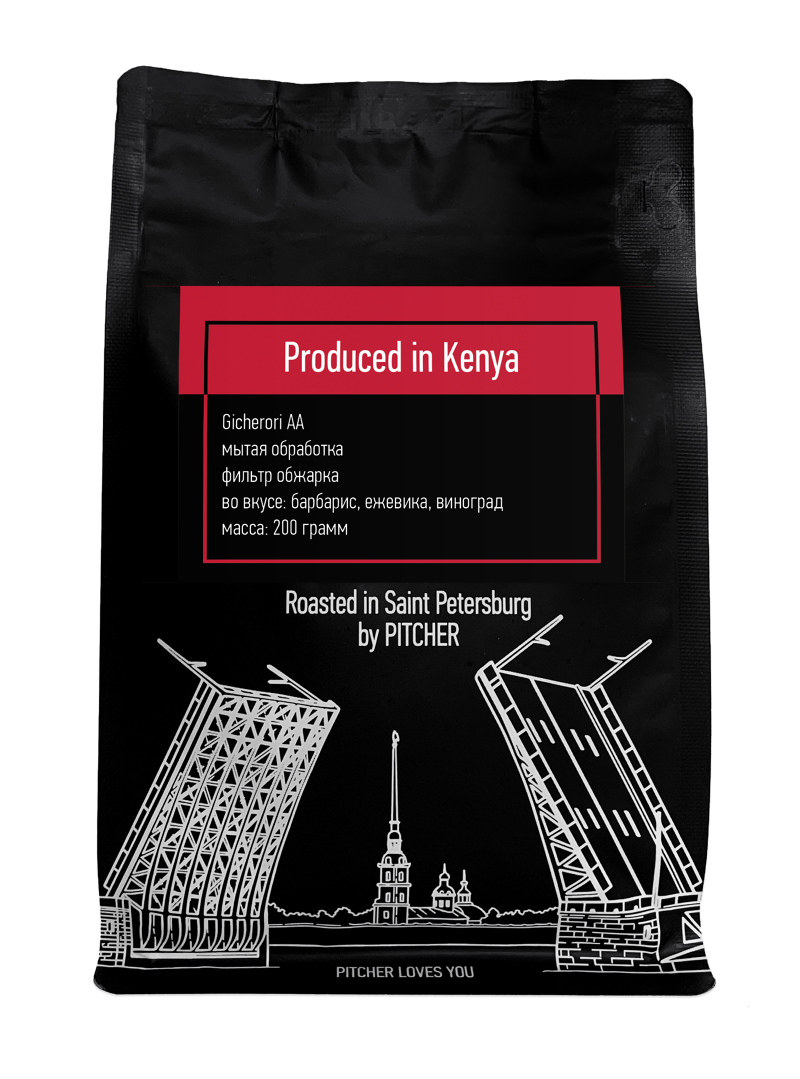 Produced in Kenya
Gicherori AA
мытая обработка
фильтр обжарка
во вкусе: барбарис, ежевика, виноград
масса: 200 грамм
Roasted in Saint Petersburg
by PITCHER
PITCHER LOVES YOU